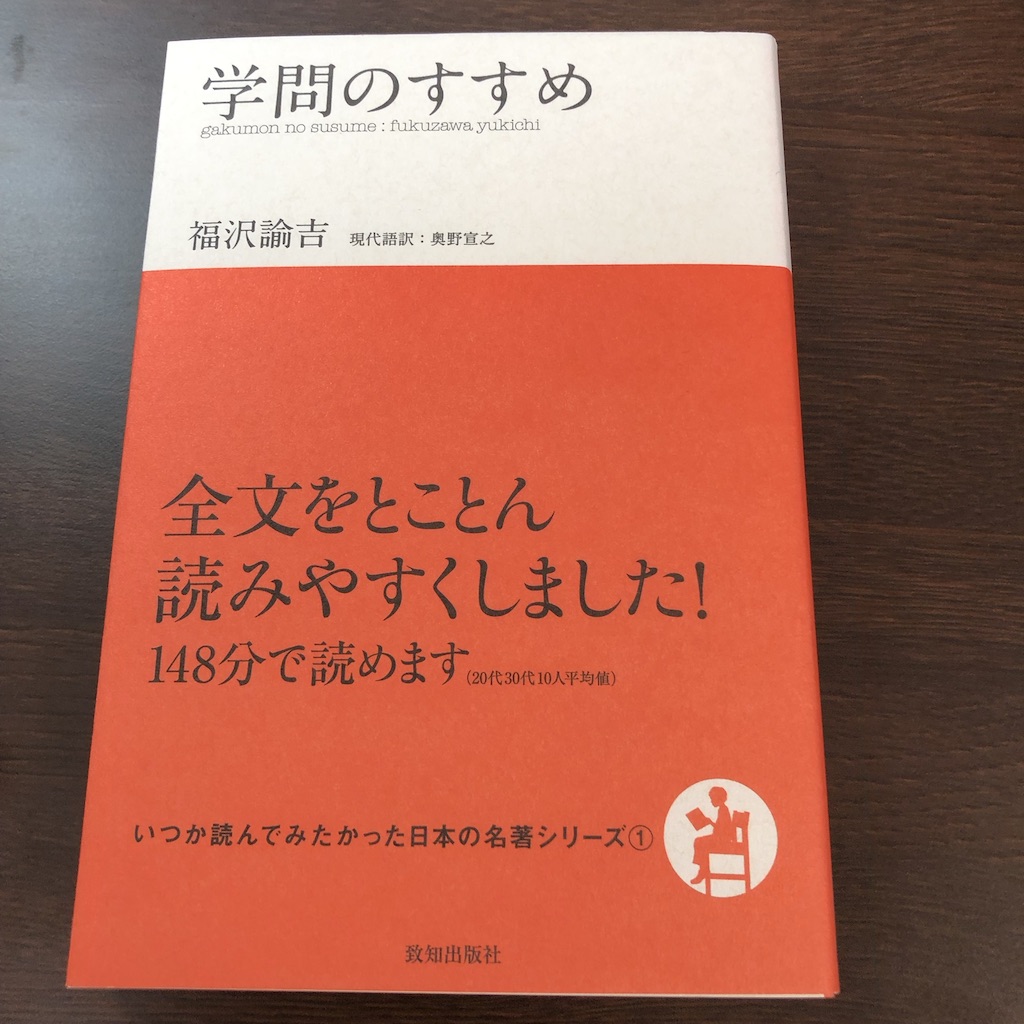 学問のすすめ
gakumon no susume : fukuzawa yukichi
福沢諭吉 現代語訳：奥野宣之
全文をとことん
読みやすくしました！
148分で読めます（20代30代10人平均値）
いつか読んでみたかった日本の名著シリーズ①
致知出版社